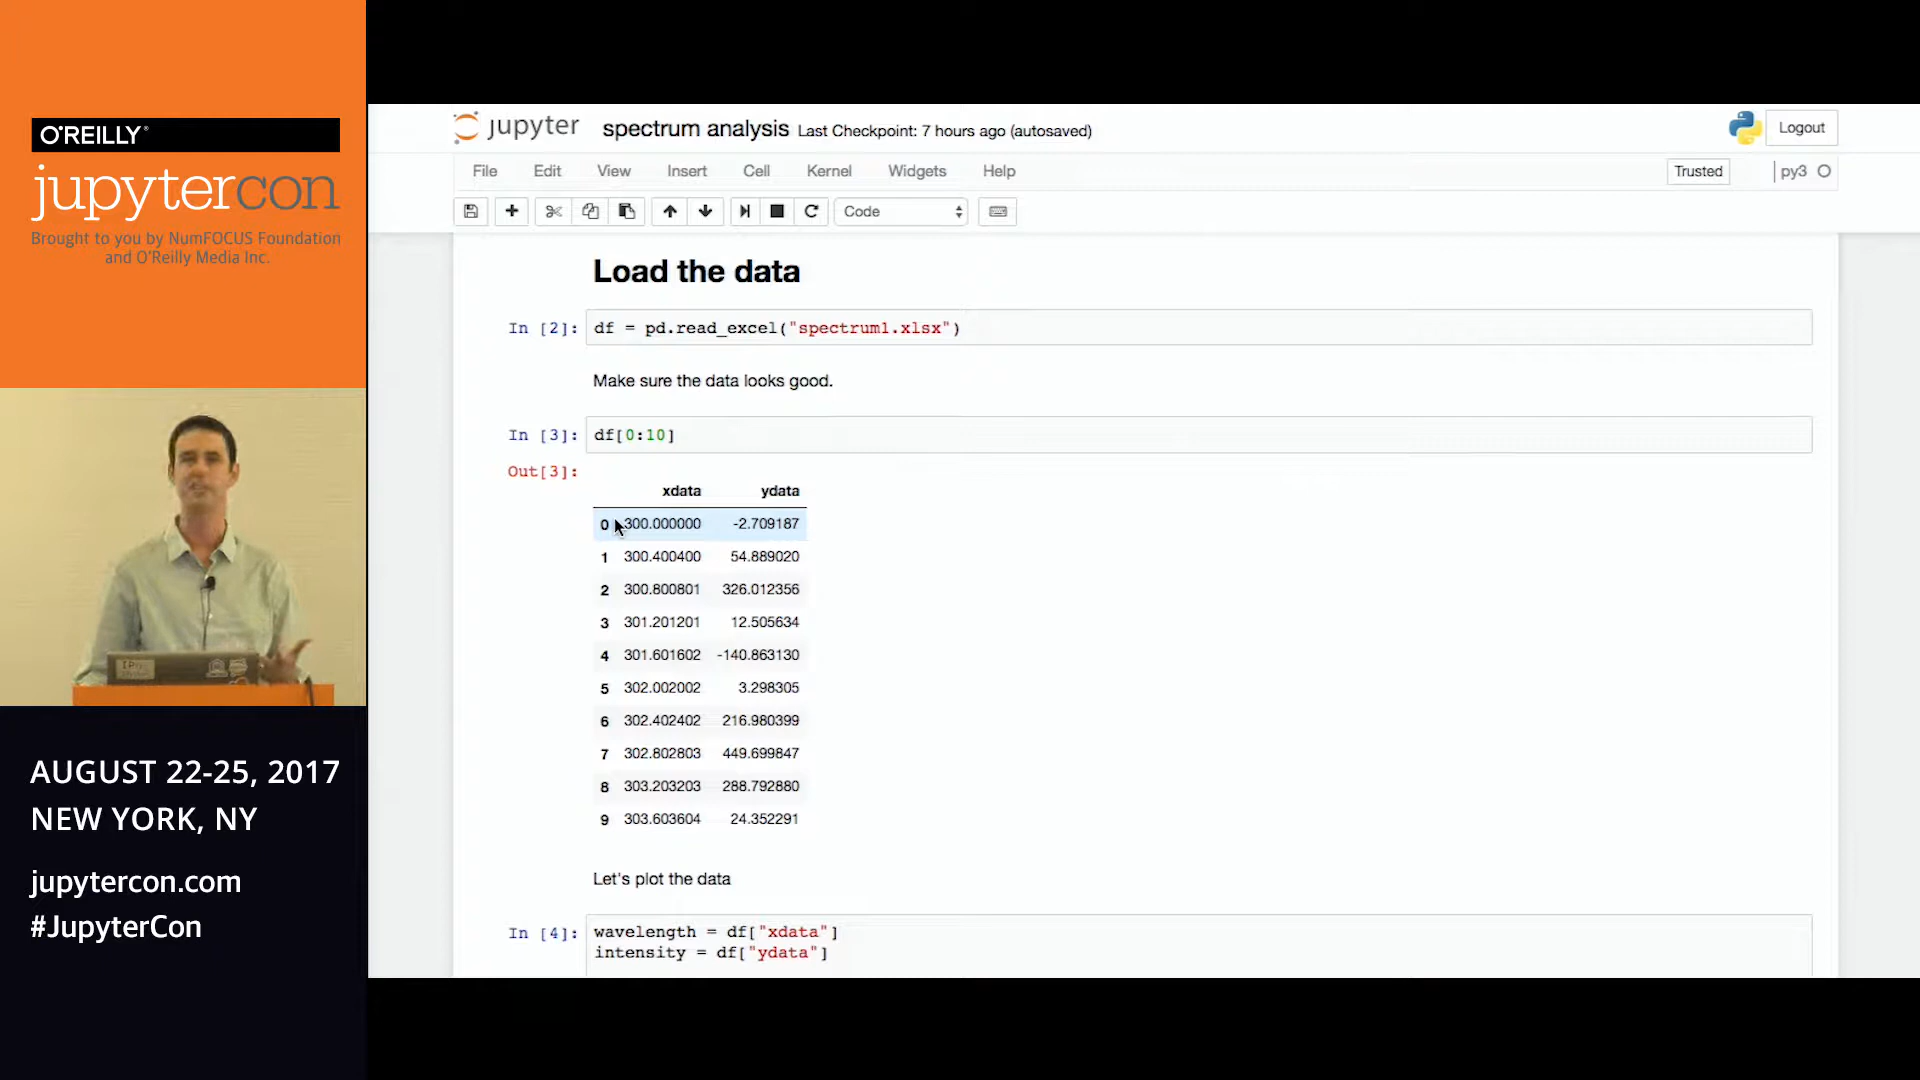 O'REILLY®
jupytercon
Brought to you by NumFOCUS Foundation
and O'Reilly Media Inc.
AUGUST 22-25, 2017
NEW YORK, NY
jupytercon.com
#JupyterCon
jupyter spectrum analysis Last Checkpoint: 7 hours ago (autosaved)
Logout
File Edit View Insert Cell Kernel Widgets Help
Trusted
py3
Code
Load the data
In [2]: df = pd.read_excel("spectrum1.xlsx")
Make sure the data looks good.
In [3]: df[0:10]
Out[3]:
xdata ydata
0 300.000000 -2.709187
1 300.400400 54.889020
2 300.800801 326.012356
3 301.201201 12.505634
4 301.601602 -140.863130
5 302.002002 3.298305
6 302.402402 216.980399
7 302.802803 449.699847
8 303.203203 288.792880
9 303.603604 24.352291
Let's plot the data
In [4]: wavelength = df["xdata"]
intensity = df["ydata"]